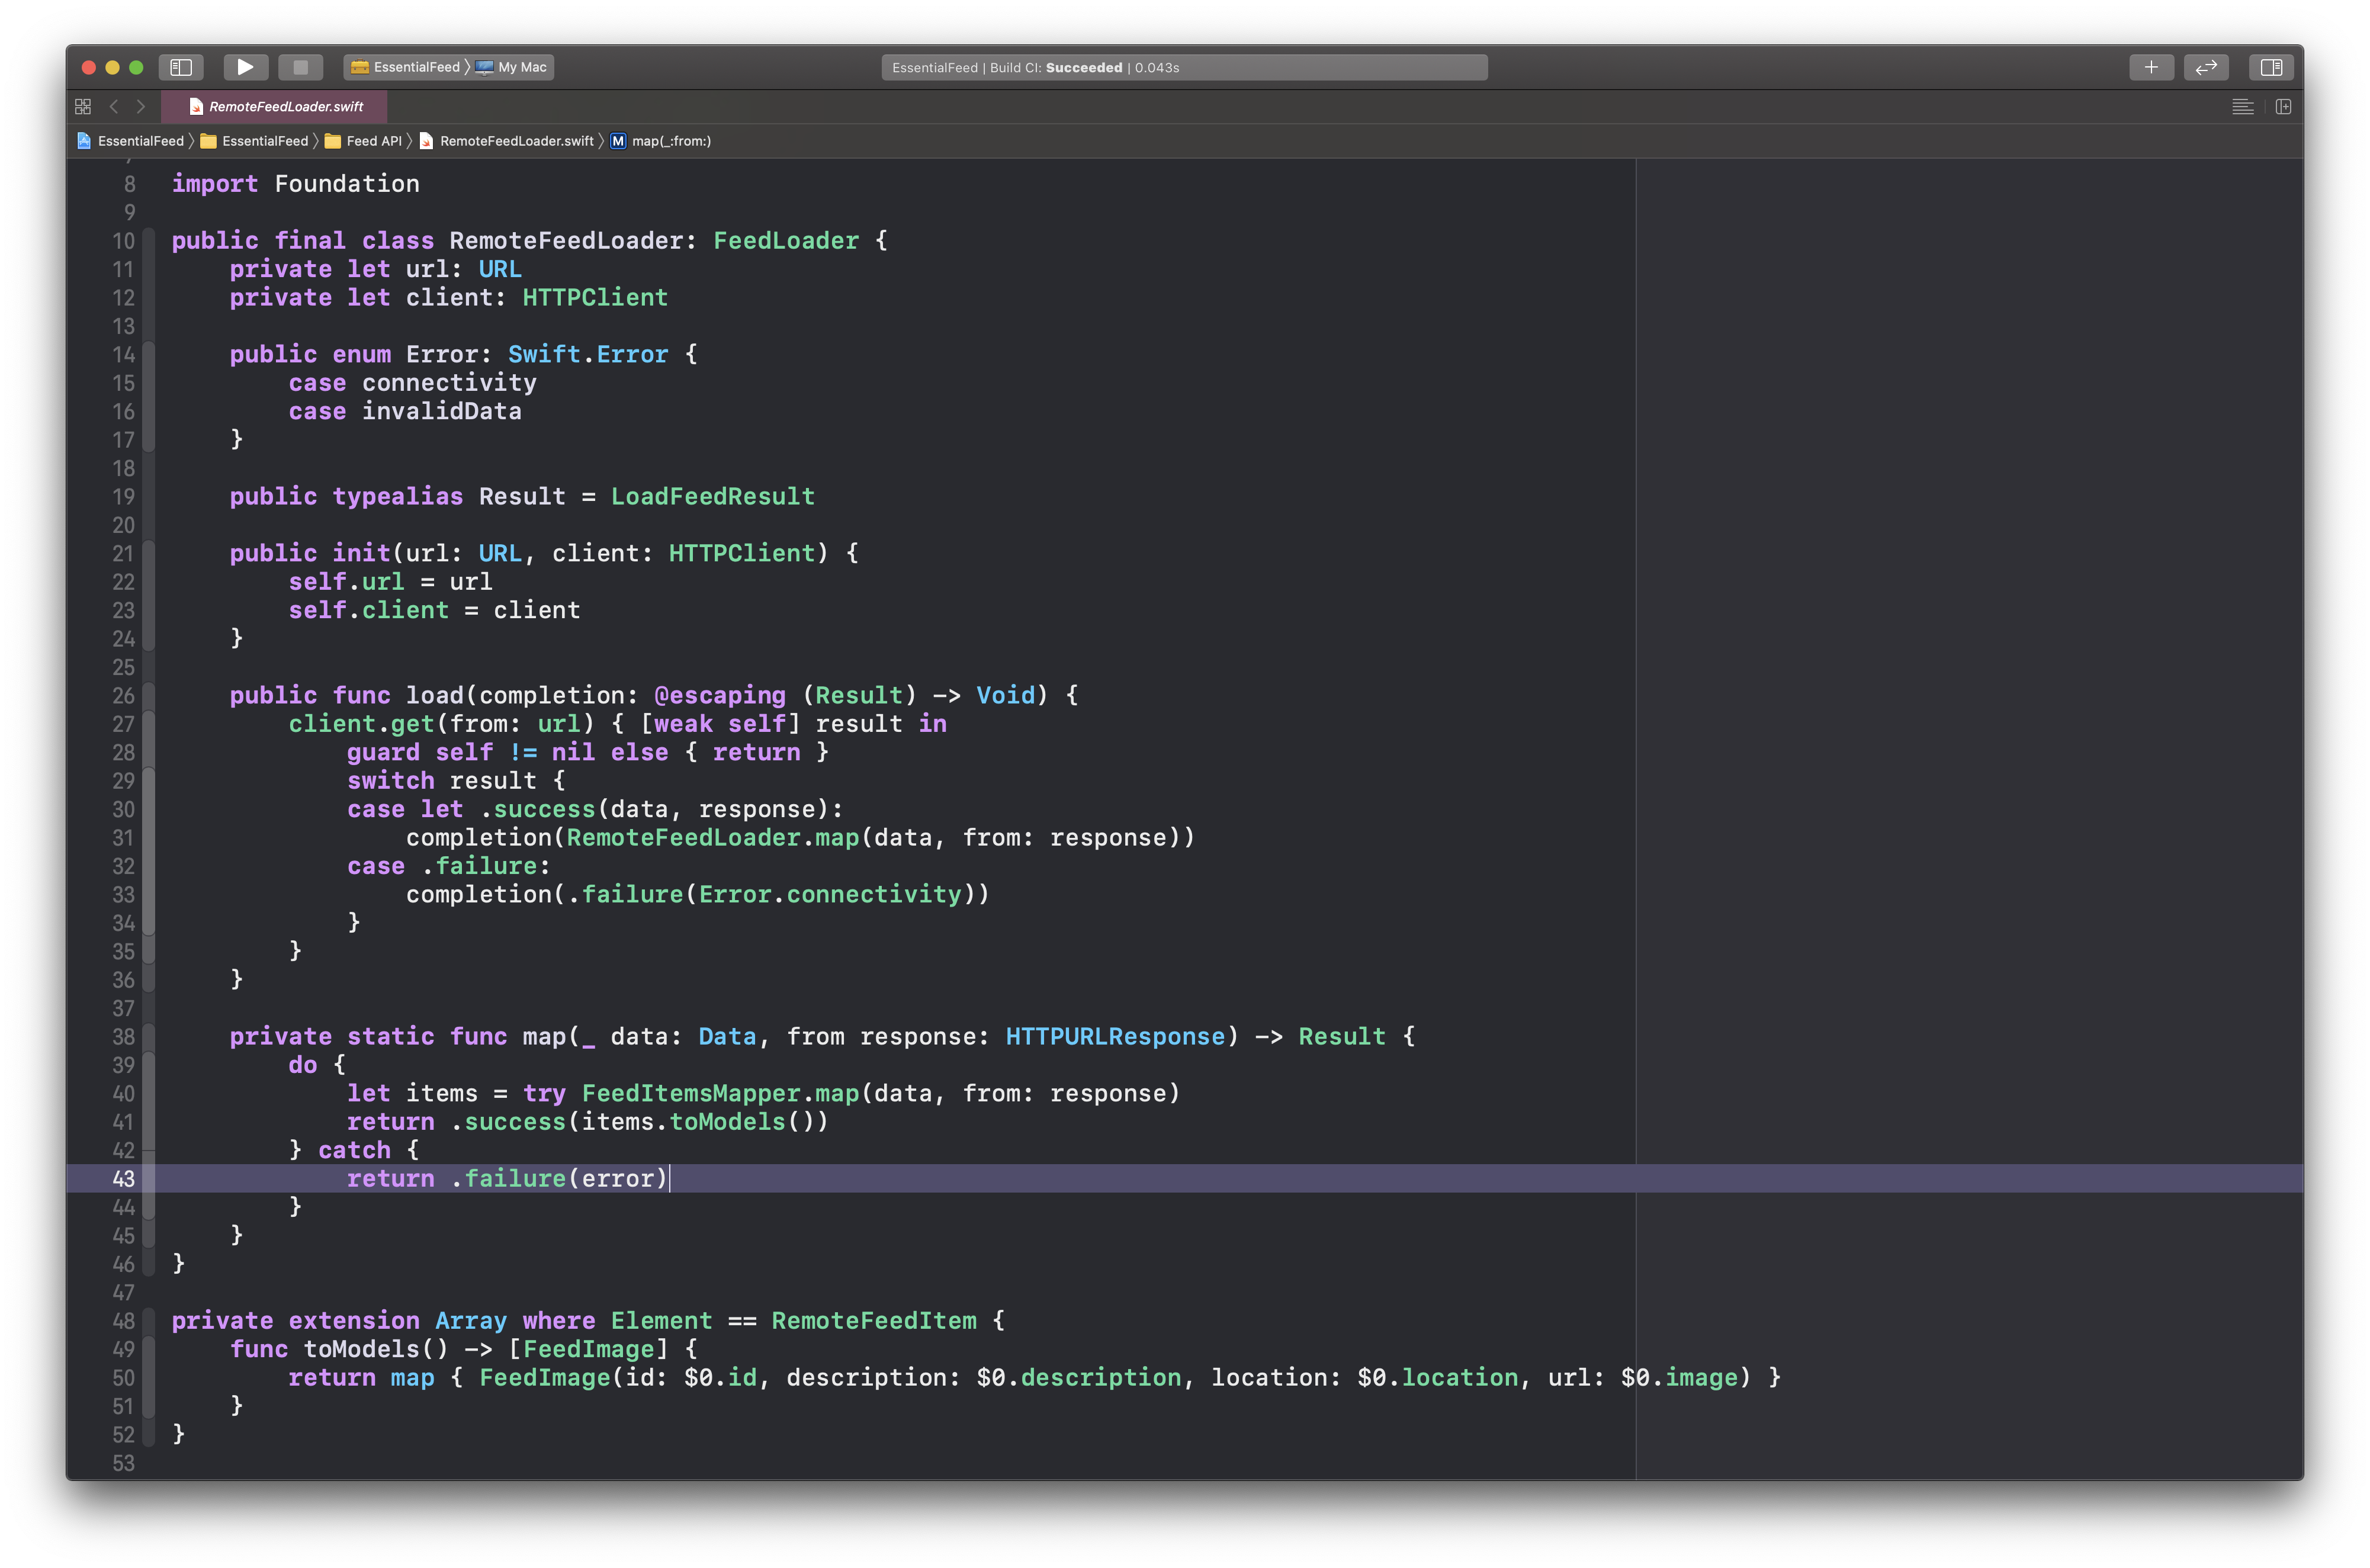 EssentialFeed 〉 My Mac
EssentialFeed | Build CI: Succeeded | 0.043s
RemoteFeedLoader.swift
EssentialFeed 〉 EssentialFeed 〉 Feed API 〉 RemoteFeedLoader.swift 〉 M map(_:from:)
8 import Foundation
9
10 public final class RemoteFeedLoader: FeedLoader {
11     private let url: URL
12     private let client: HTTPClient
13
14     public enum Error: Swift.Error {
15         case connectivity
16         case invalidData
17     }
18
19     public typealias Result = LoadFeedResult
20
21     public init(url: URL, client: HTTPClient) {
22         self.url = url
23         self.client = client
24     }
25
26     public func load(completion: @escaping (Result) -> Void) {
27         client.get(from: url) { [weak self] result in
28             guard self != nil else { return }
29             switch result {
30             case let .success(data, response):
31                 completion(RemoteFeedLoader.map(data, from: response))
32             case .failure:
33                 completion(.failure(Error.connectivity))
34             }
35         }
36     }
37
38     private static func map(_ data: Data, from response: HTTPURLResponse) -> Result {
39         do {
40             let items = try FeedItemsMapper.map(data, from: response)
41             return .success(items.toModels())
42         } catch {
43             return .failure(error)
44         }
45     }
46 }
47
48 private extension Array where Element == RemoteFeedItem {
49     func toModels() -> [FeedImage] {
50         return map { FeedImage(id: $0.id, description: $0.description, location: $0.location, url: $0.image) }
51     }
52 }
53